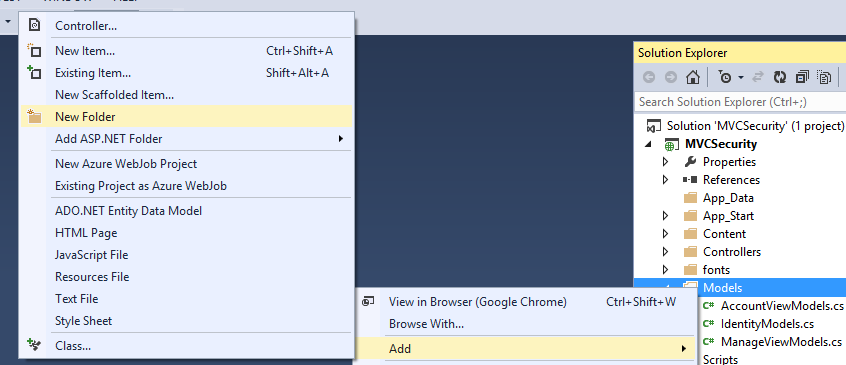 Controller...
New Item... Ctrl+Shift+A
Existing Item... Shift+Alt+A
New Scaffolded Item...
New Folder
Add ASP.NET Folder
New Azure WebJob Project
Existing Project as Azure WebJob
ADO.NET Entity Data Model
HTML Page
JavaScript File
Resources File
Text File
Style Sheet
Class...
View in Browser (Google Chrome) Ctrl+Shift+W
Browse With...
Add
Solution Explorer
Search Solution Explorer (Ctrl+;)
Solution 'MVCSecurity' (1 project)
MVCSecurity
Properties
References
App_Data
App_Start
Content
Controllers
fonts
Models
C# AccountViewModels.cs
C# IdentityModels.cs
C# ManageViewModels.cs
Scripts